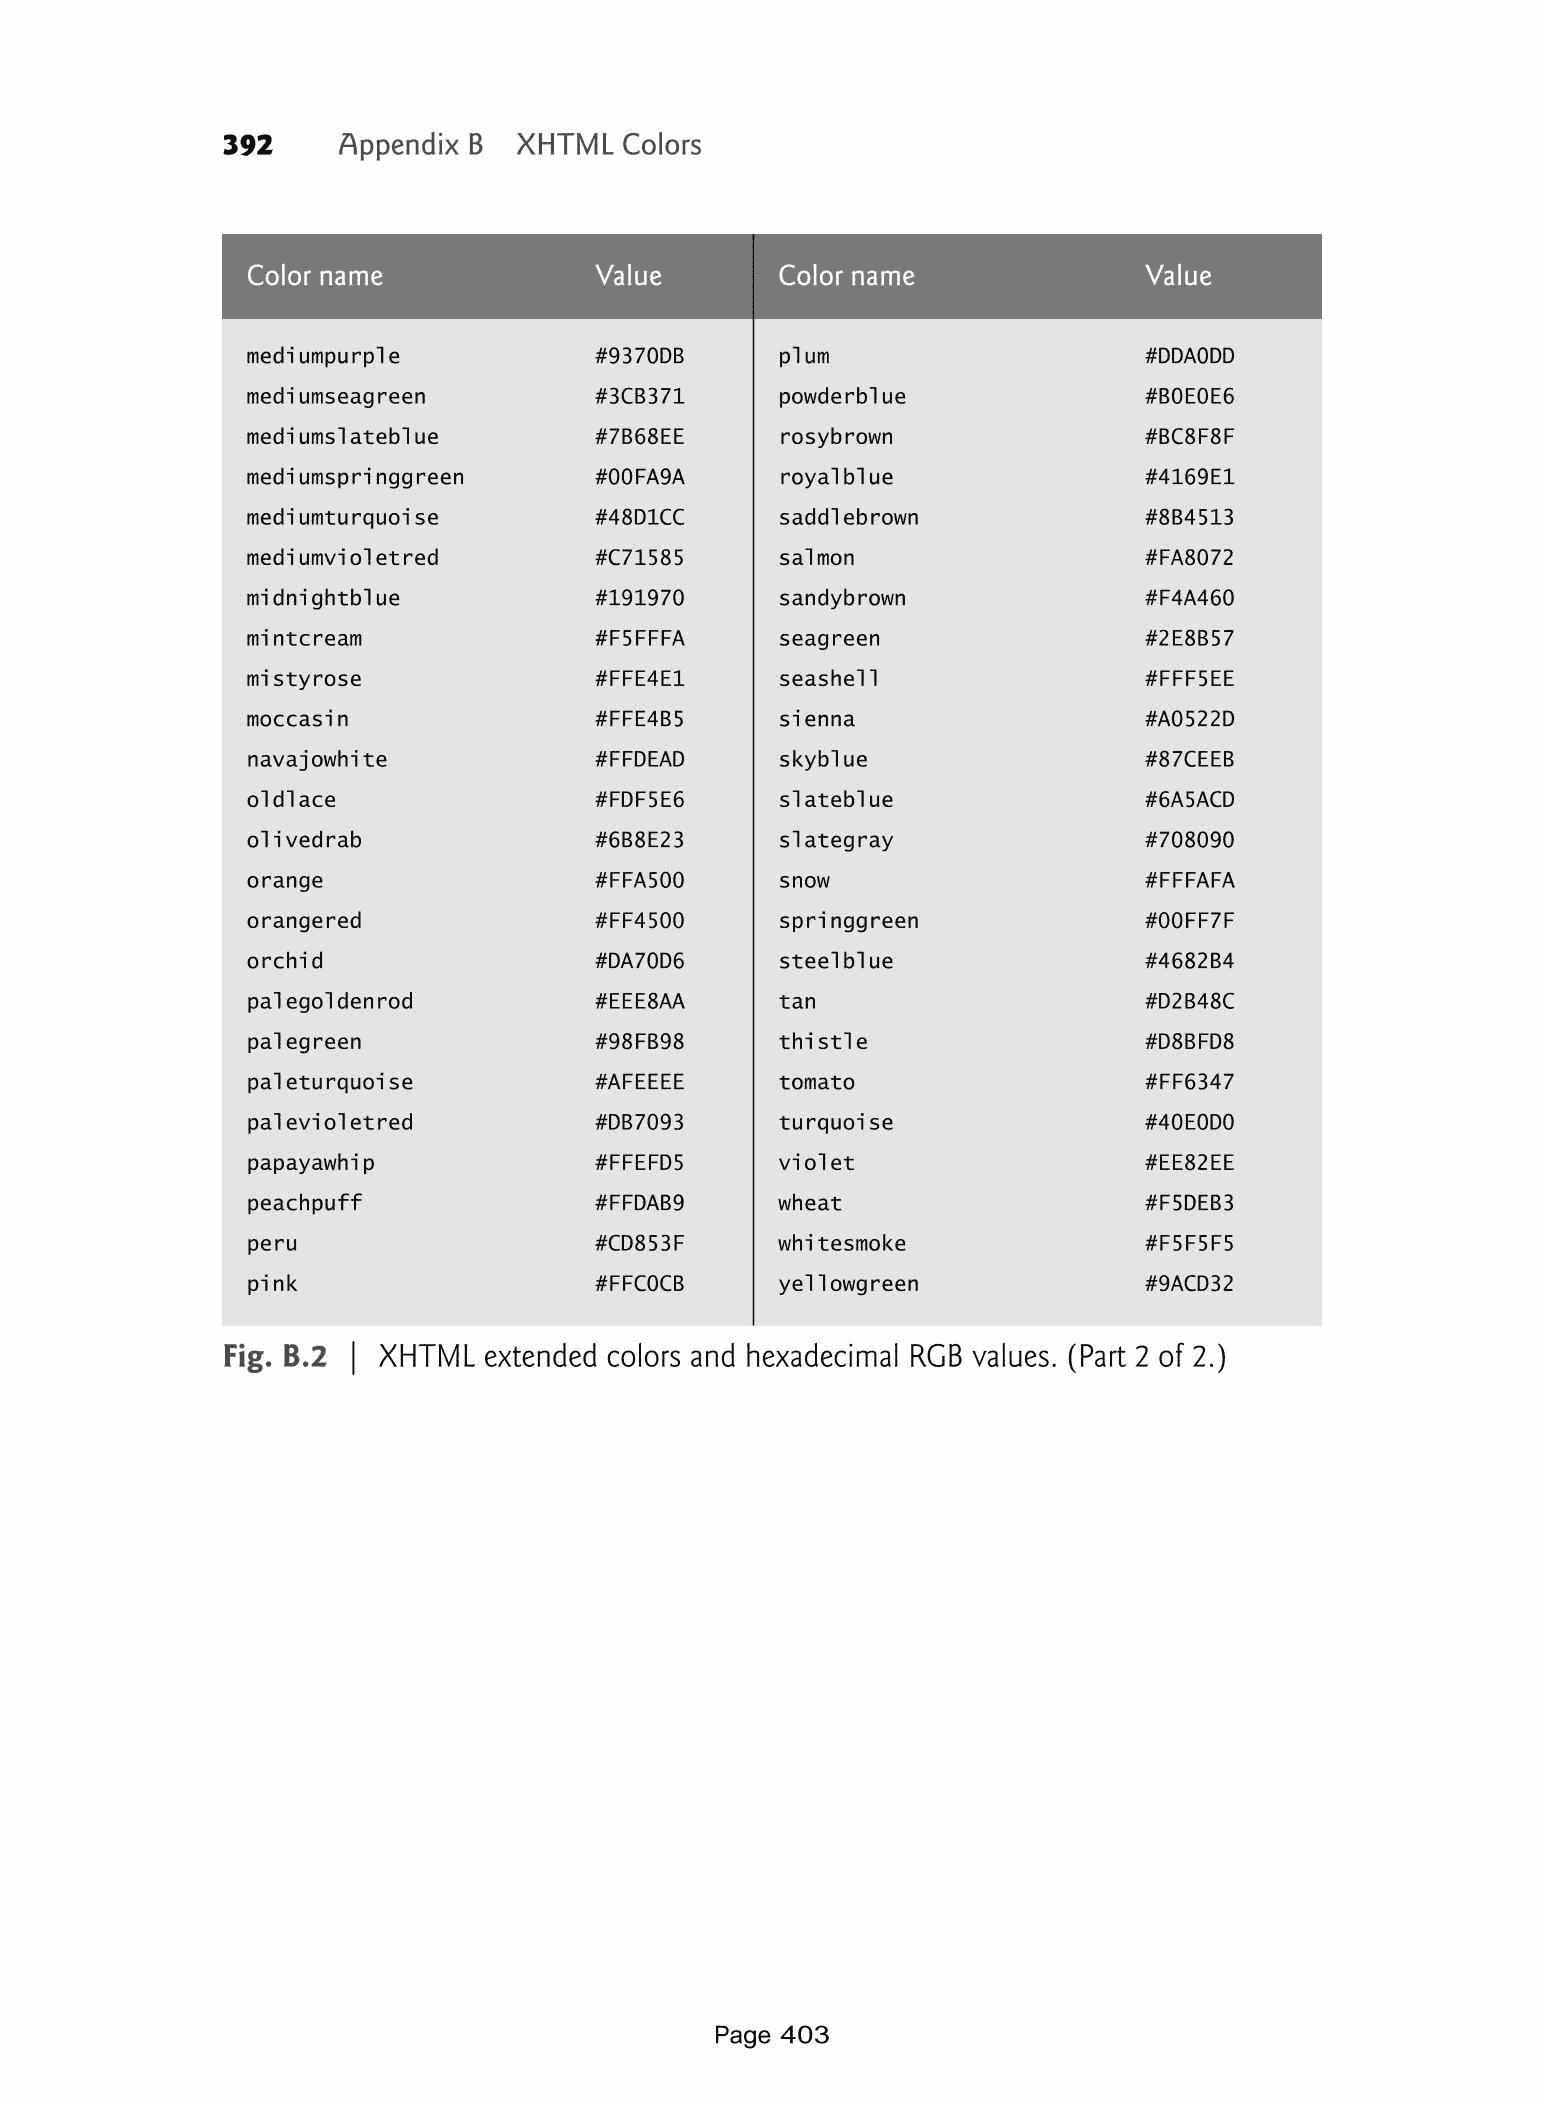 392 Appendix B XHTML Colors
Color name Value Color name Value
mediumpurple #9370DB plum #DDA0DD
mediumseagreen #3CB371 powderblue #B0E0E6
mediumslateblue #7B68EE rosybrown #BC8F8F
mediumspringgreen #00FA9A royalblue #4169E1
mediumturquoise #48D1CC saddlebrown #8B4513
mediumvioletred #C71585 salmon #FA8072
midnightblue #191970 sandybrown #F4A460
mintcream #F5FFFA seagreen #2E8B57
mistyrose #FFE4E1 seashell #FFF5EE
moccasin #FFE4B5 sienna #A0522D
navajowhite #FFDEAD skyblue #87CEEB
oldlace #FDF5E6 slateblue #6A5ACD
olivedrab #6B8E23 slategray #708090
orange #FFA500 snow #FFFAFA
orangered #FF4500 springgreen #00FF7F
orchid #DA70D6 steelblue #4682B4
palegoldenrod #EEE8AA tan #D2B48C
palegreen #98FB98 thistle #D8BFD8
paleturquoise #AFEEEE tomato #FF6347
palevioletred #DB7093 turquoise #40E0D0
papayawhip #FFEFD5 violet #EE82EE
peachpuff #FFDAB9 wheat #F5DEB3
peru #CD853F whitesmoke #F5F5F5
pink #FFC0CB yellowgreen #9ACD32
Fig. B.2 | XHTML extended colors and hexadecimal RGB values. (Part 2 of 2.)
Page 403